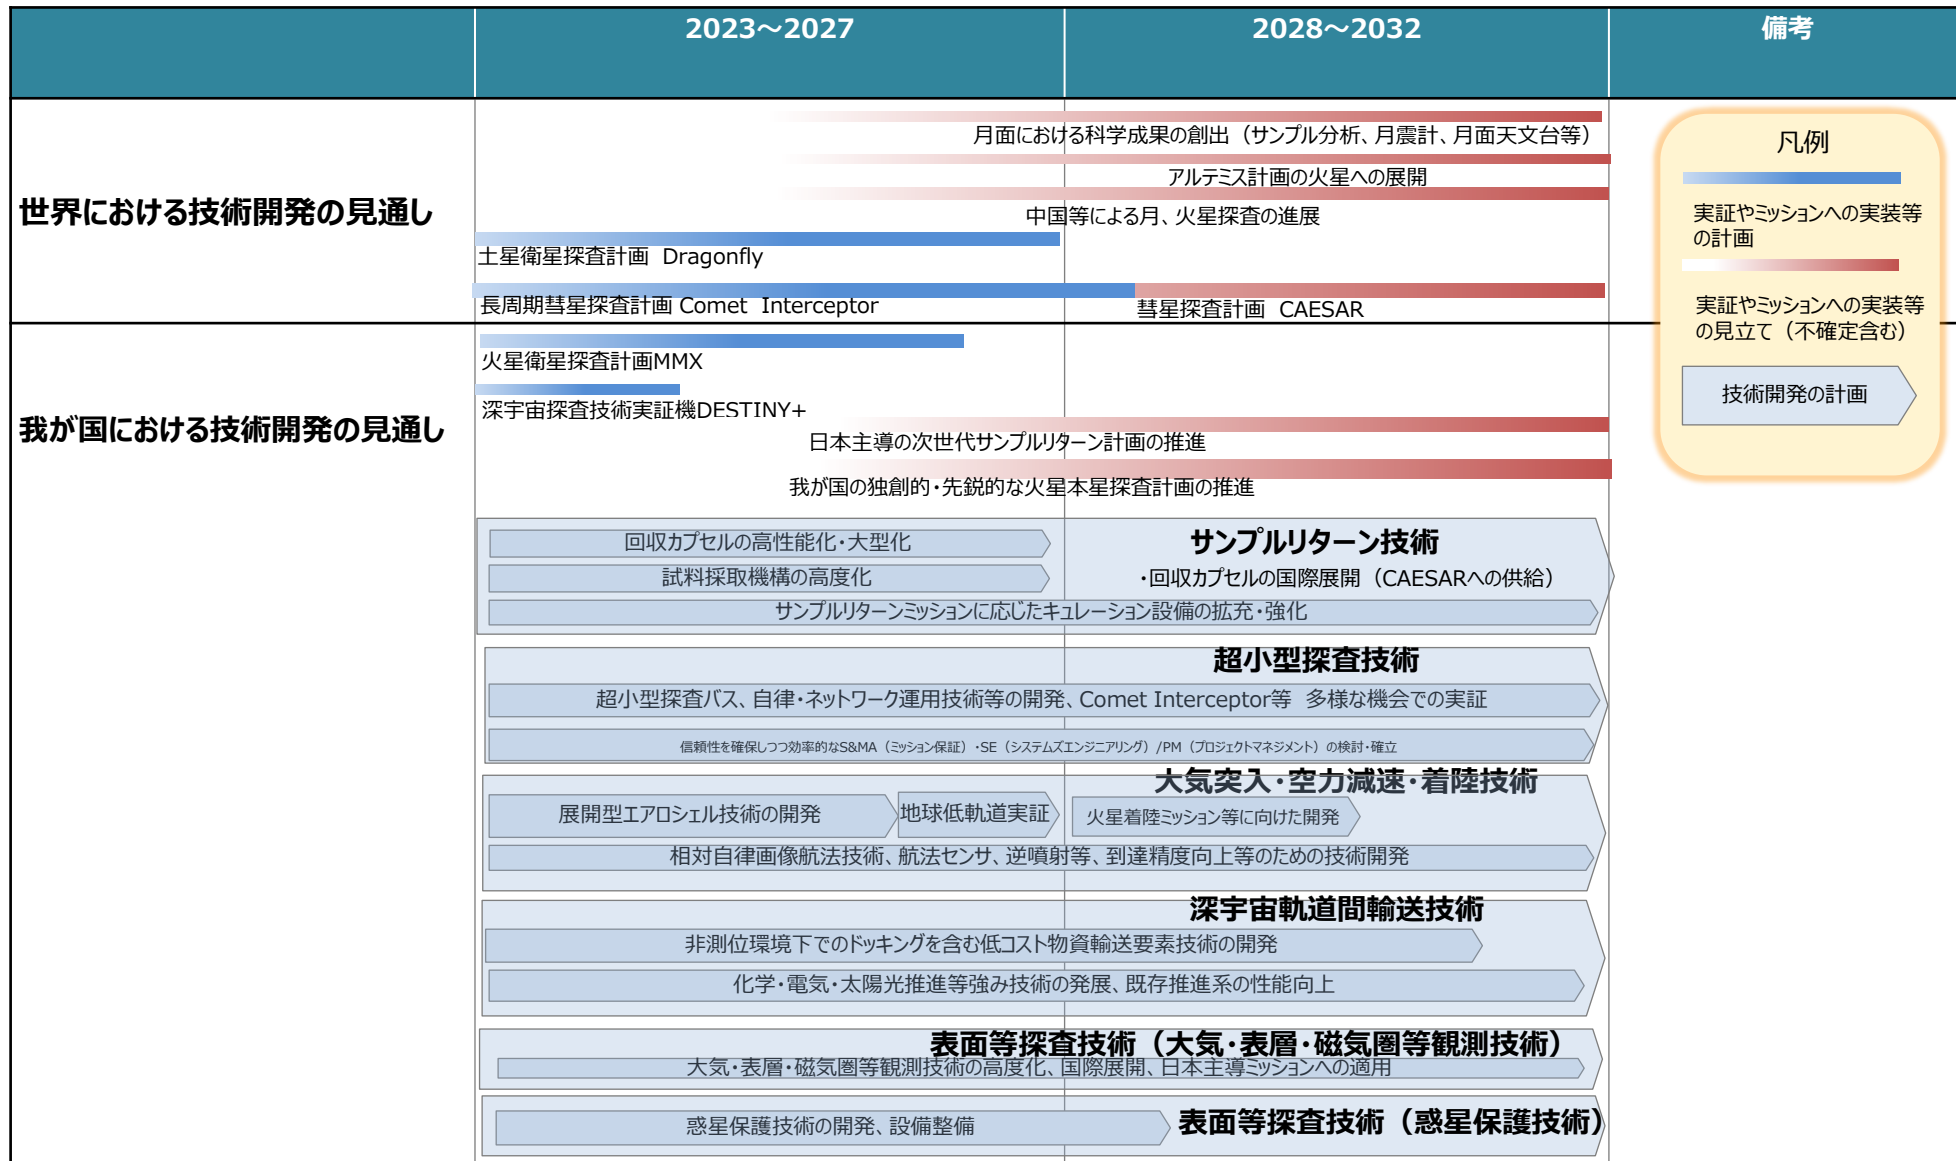 2023～2027
2028～2032
備考
世界における技術開発の見通し
月面における科学成果の創出（サンプル分析、月震計、月面天文台等）
アルテミス計画の火星への展開
中国等による月、火星探査の進展
土星衛星探査計画 Dragonfly
長周期彗星探査計画 Comet Interceptor
彗星探査計画 CAESAR
凡例
実証やミッションへの実装等
の計画
実証やミッションへの実装等
の見立て（不確定含む）
技術開発の計画
我が国における技術開発の見通し
火星衛星探査計画MMX
深宇宙探査技術実証機DESTINY+
日本主導の次世代サンプルリターン計画の推進
我が国の独創的・先鋭的な火星本星探査計画の推進
サンプルリターン技術
回収カプセルの高性能化・大型化
試料採取機構の高度化
・回収カプセルの国際展開（CAESARへの供給）
サンプルリターンミッションに応じたキュレーション設備の拡充・強化
超小型探査技術
超小型探査バス、自律・ネットワーク運用技術等の開発、Comet Interceptor等 多様な機会での実証
信頼性を確保しつつ効率的なS&MA（ミッション保証）・SE（システムズエンジニアリング）/PM（プロジェクトマネジメント）の検討・確立
大気突入・空力減速・着陸技術
展開型エアロシェル技術の開発
地球低軌道実証
火星着陸ミッション等に向けた開発
相対自律画像航法技術、航法センサ、逆噴射等、到達精度向上等のための技術開発
深宇宙軌道間輸送技術
非測位環境下でのドッキングを含む低コスト物資輸送要素技術の開発
化学・電気・太陽光推進等強み技術の発展、既存推進系の性能向上
表面等探査技術（大気・表層・磁気圏等観測技術）
大気・表層・磁気圏等観測技術の高度化、国際展開、日本主導ミッションへの適用
表面等探査技術（惑星保護技術）
惑星保護技術の開発、設備整備